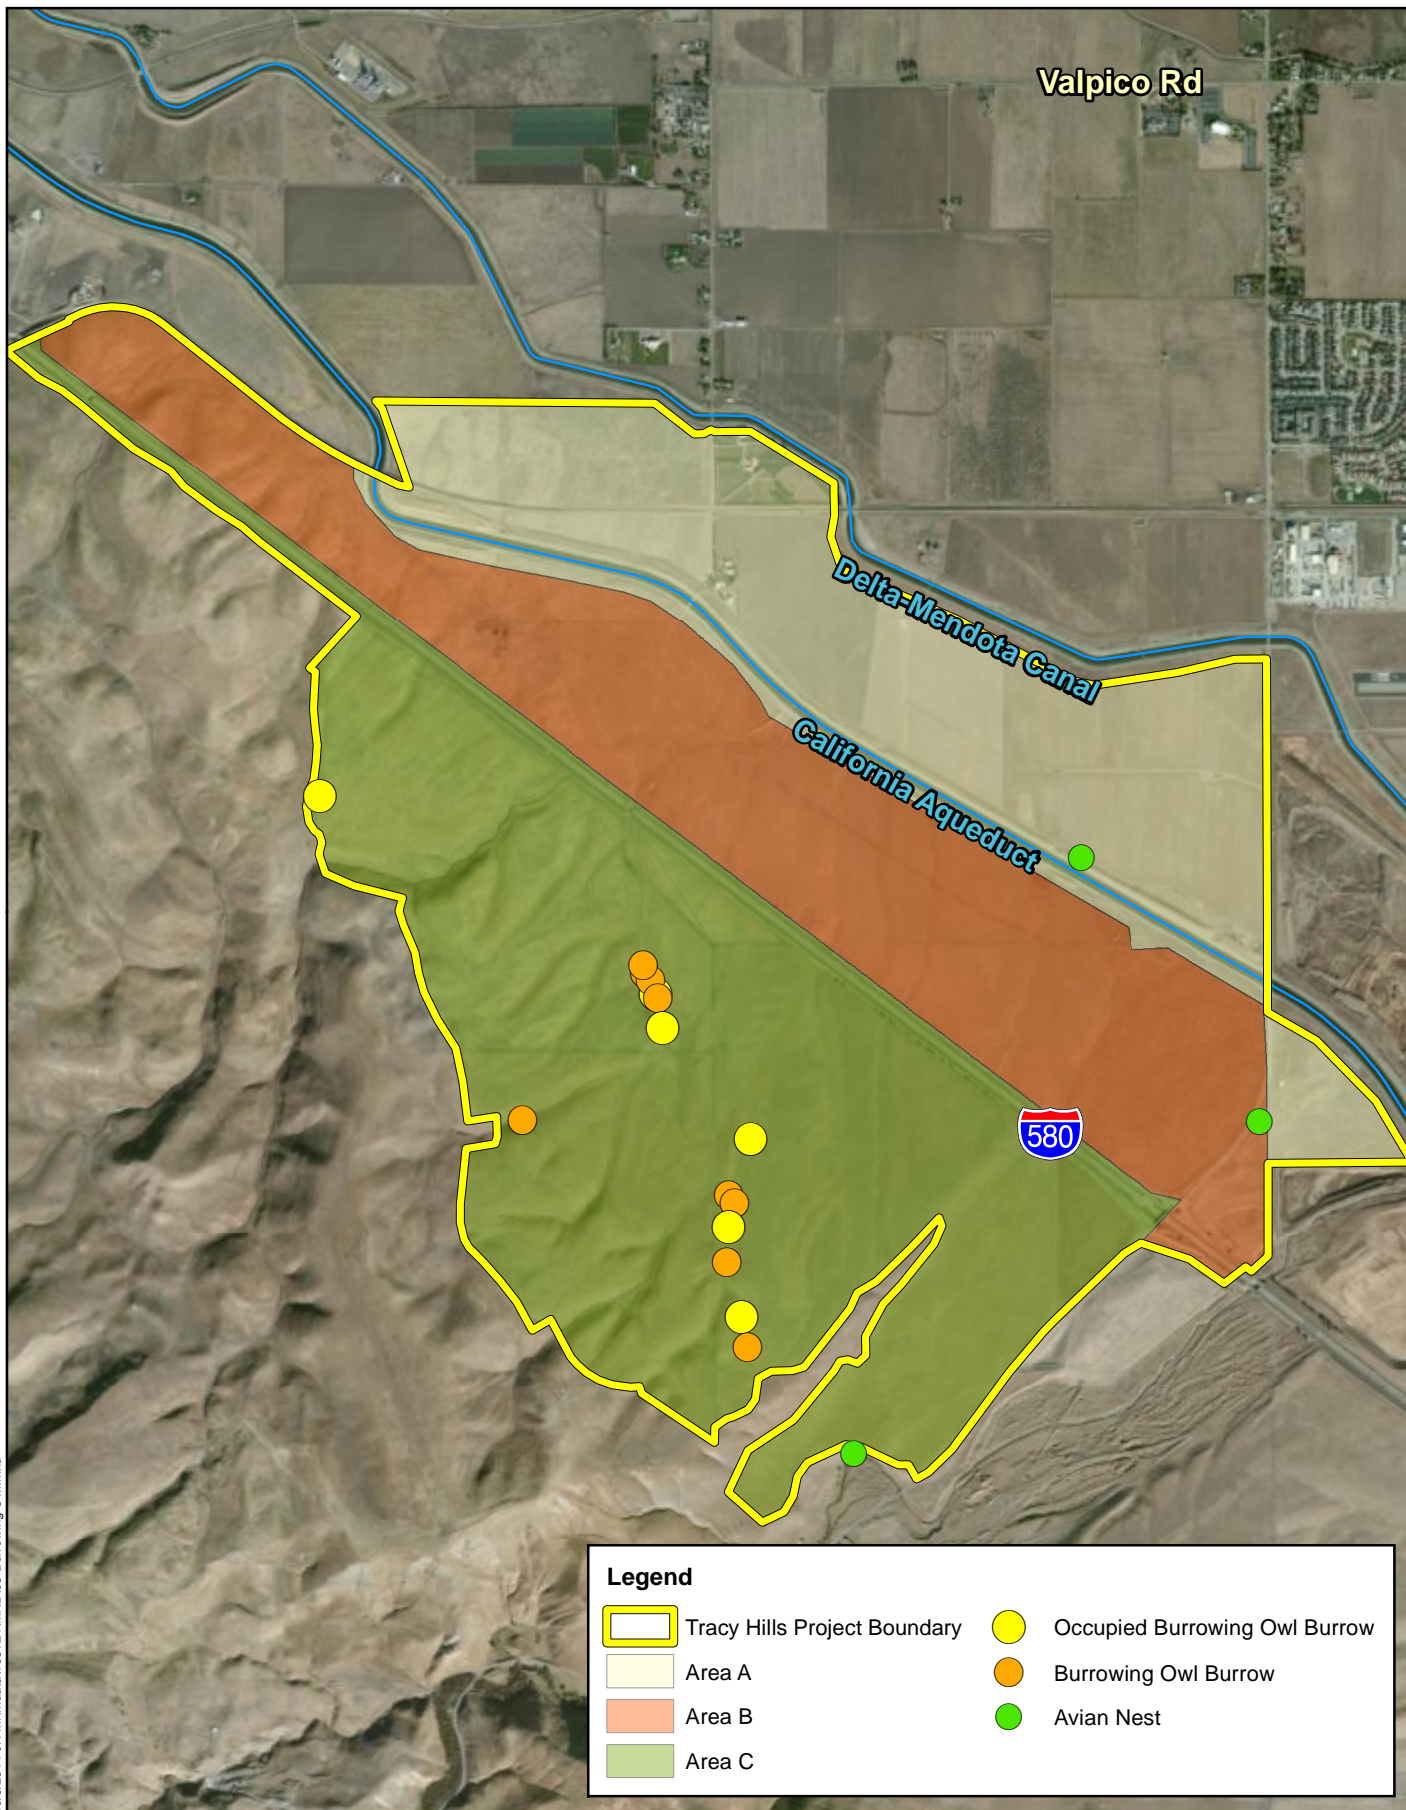 Valpico Rd
Delta-Mendota Canal
California Aqueduct
580
Legend
Tracy Hills Project Boundary
Area A
Area B
Area C
Occupied Burrowing Owl Burrow
Burrowing Owl Burrow
Avian Nest